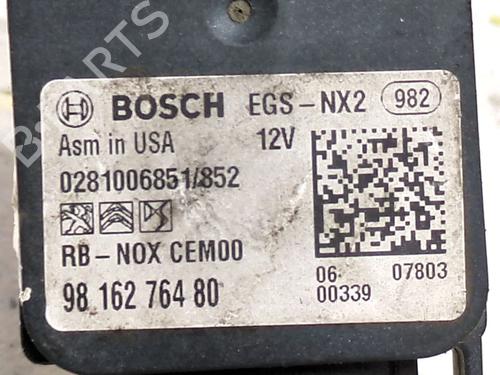 BOSCH EGS-NX2 982
Asm in USA 12V
0281006851/852
RB-NOX CEM00
98 162 764 80
06 07803
00339
PARTS